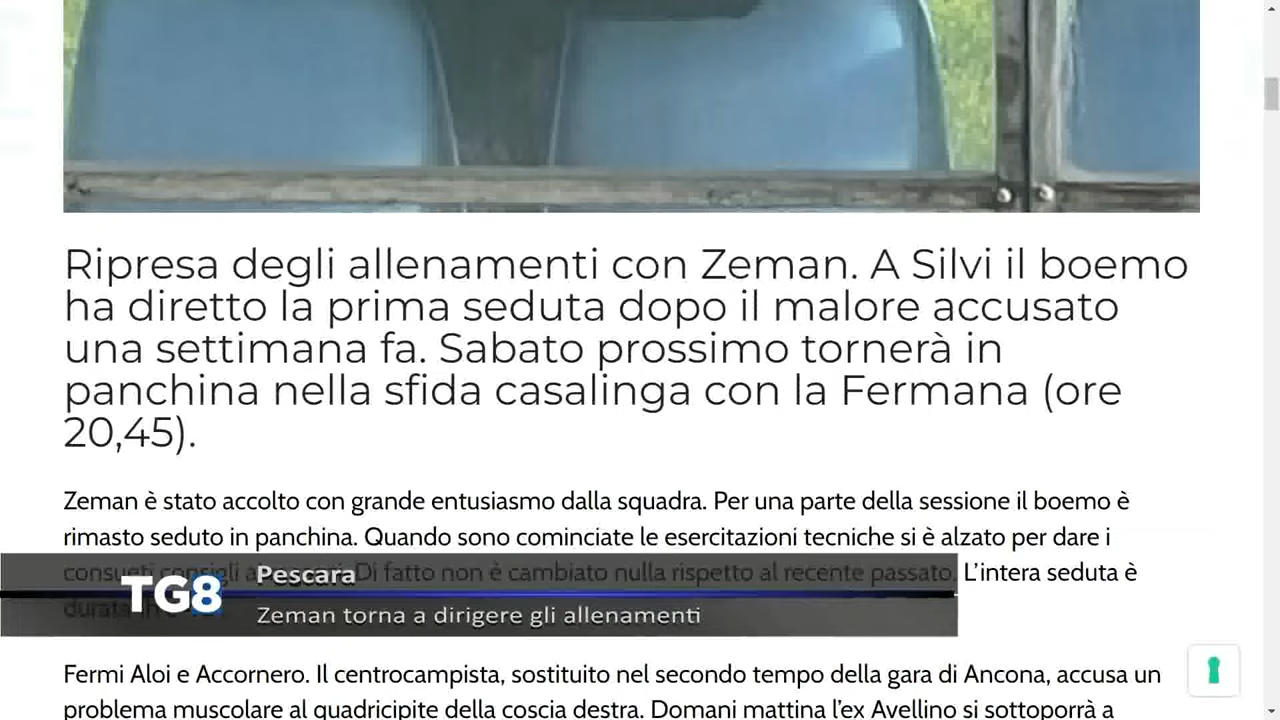 Ripresa degli allenamenti con Zeman. A Silvi il boemo
ha diretto la prima seduta dopo il malore accusato
una settimana fa. Sabato prossimo tornerà in
panchina nella sfida casalinga con la Fermana (ore
20,45).
Zeman è stato accolto con grande entusiasmo dalla squadra. Per una parte della sessione il boemo è
rimasto seduto in panchina. Quando sono cominciate le esercitazioni tecniche si è alzato per dare i
consueti consigli Di fatto non è cambiato nulla rispetto al recente passato. L'intera seduta è
durata
TG8
Pescara
Zeman torna a dirigere gli allenamenti
Fermi Aloi e Accornero. Il centrocampista, sostituito nel secondo tempo della gara di Ancona, accusa un
problema muscolare al quadricipite della coscia destra. Domani mattina l'ex Avellino si sottoporrà a